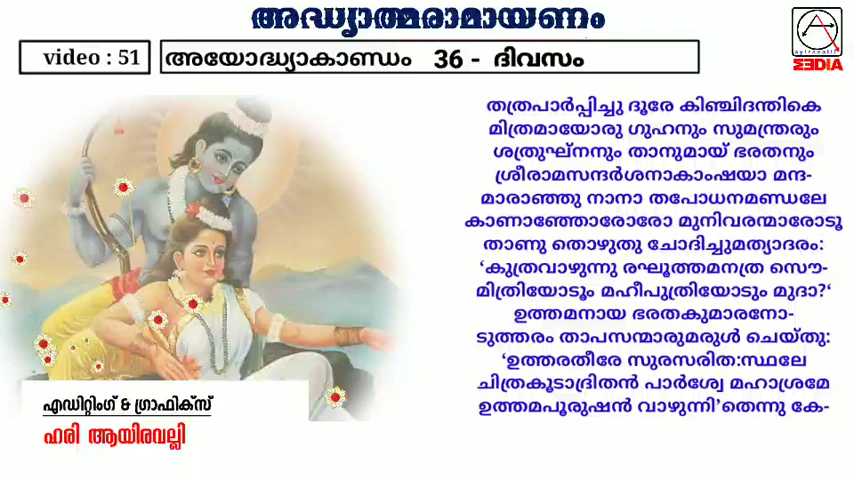 അദ്ധ്യാത്മരാമായണം
video : 51
അയോദ്ധ്യാകാണ്ഡം 36 - ദിവസം
MEDIA
തത്രപാർപ്പിച്ചു ദൂരേ കിഞ്ചിദന്തികെ
മിത്രമായോരു ഗുഹനും സുമന്ത്രരും
ശത്രുഘ്നനും താനുമായ് ഭരതനും
ശ്രീരാമസന്ദർശനാകാംഷയാ മന്ദ-
മാരാഞ്ഞു നാനാ തപോധനമണ്ഡലേ
കാണാഞ്ഞോരോരോ മുനിവരന്മാരോടൂ
താണു തൊഴുതു ചോദിച്ചുമത്യാദരം:
‘കുത്രവാഴുന്നു രഘൂത്തമനത്ര സൌ-
മിത്രിയോടൂം മഹീപുത്രിയോടും മുദാ?‘
ഉത്തമനായ ഭരതകുമാരനോ-
ടുത്തരം താപസന്മാരുമരുൾ ചെയ്തു:
‘ഉത്തരതീരേ സുരസരിത:സ്ഥലേ
ചിത്രകൂടാദ്രിതൻ പാർശ്വേ മഹാശ്രമേ
ഉത്തമപൂരുഷൻ വാഴുന്നി’തെന്നു കേ-
എഡിറ്റിംഗ് & ഗ്രാഫിക്സ്
ഹരി ആയിരവല്ലി